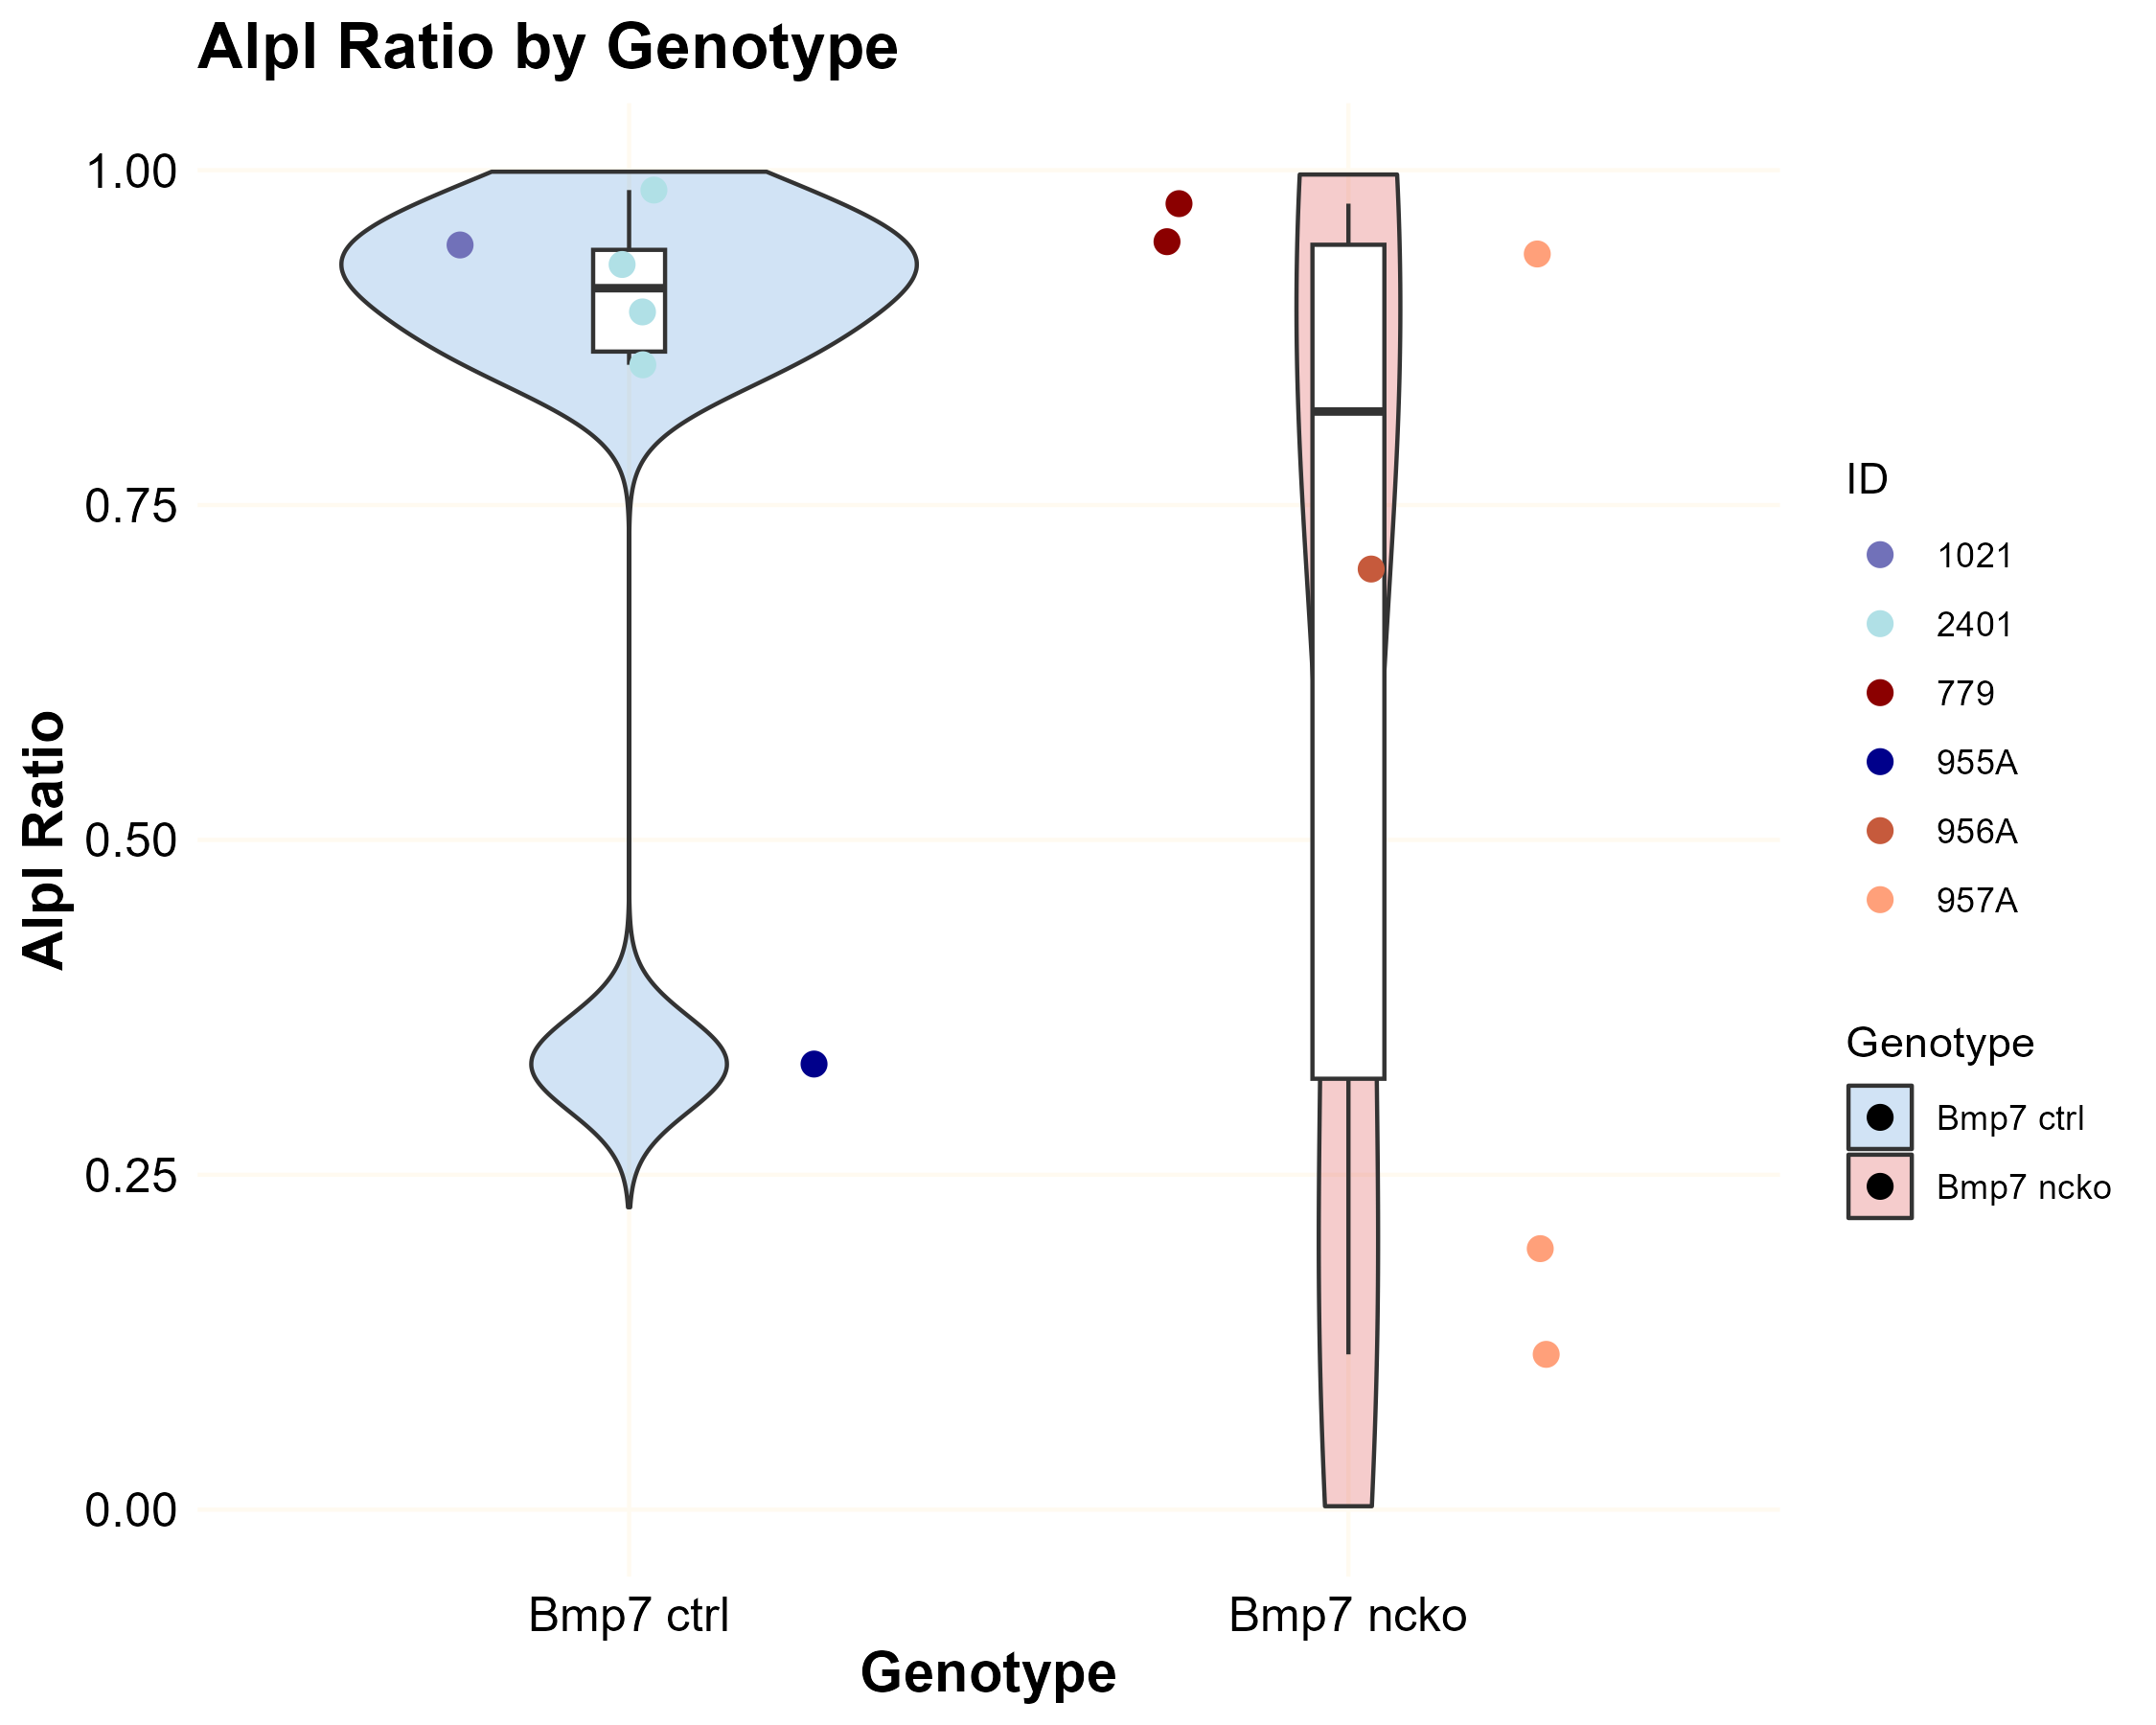 Alpl Ratio by Genotype
Alpl Ratio
1.00
0.75
0.50
0.25
0.00
Bmp7 ctrl
Bmp7 ncko
Genotype
ID
1021
2401
779
955A
956A
957A
Genotype
Bmp7 ctrl
Bmp7 ncko